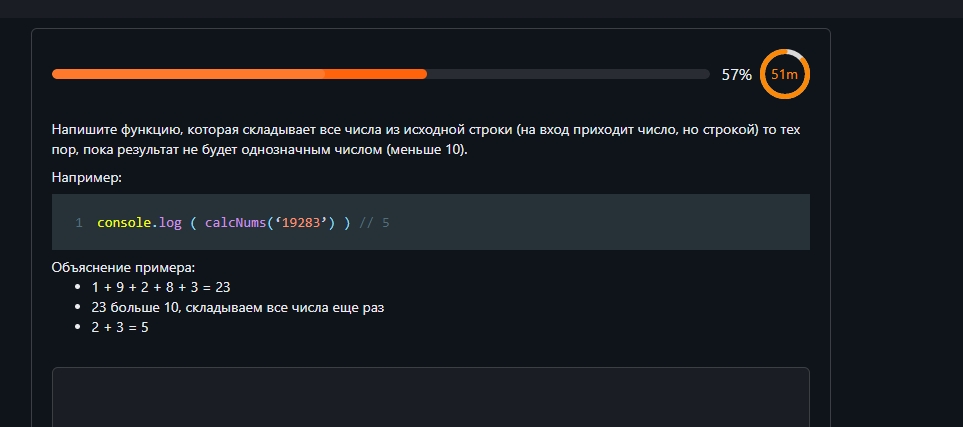 57% 51m
Напишите функцию, которая складывает все числа из исходной строки (на вход приходит число, но строкой) то тех
пор, пока результат не будет однозначным числом (меньше 10).
Например:
1 console.log ( calcNums(‘19283’) ) // 5
Объяснение примера:
• 1 + 9 + 2 + 8 + 3 = 23
• 23 больше 10, складываем все числа еще раз
• 2 + 3 = 5